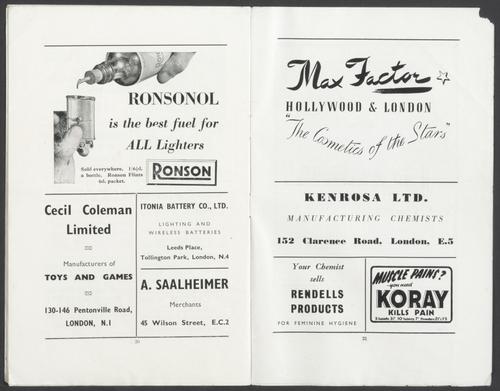 RONSONOL
is the best fuel for
ALL Lighters
Sold everywhere, 1/6d.
a bottle, Ronson Flints
6d. packet.
RONSON
Cecil Coleman
Limited
Manufacturers of
TOYS AND GAMES
130-146 Pentonville Road,
LONDON, N.1
ITONIA BATTERY CO., LTD.
LIGHTING AND
WIRELESS BATTERIES
Leeds Place,
Tollington Park, London, N.4
A. SAALHEIMER
Merchants
45 Wilson Street, E.C.2
Max Factor
HOLLYWOOD & LONDON
"The Cosmetics of the Stars"
KENROSA LTD.
MANUFACTURING CHEMISTS
152 Clarence Road, London, E.5
Your Chemist
sells
RENDELLS
PRODUCTS
FOR FEMININE HYGIENE
MUSCLE PAINS?
-you need
KORAY
KILLS PAIN